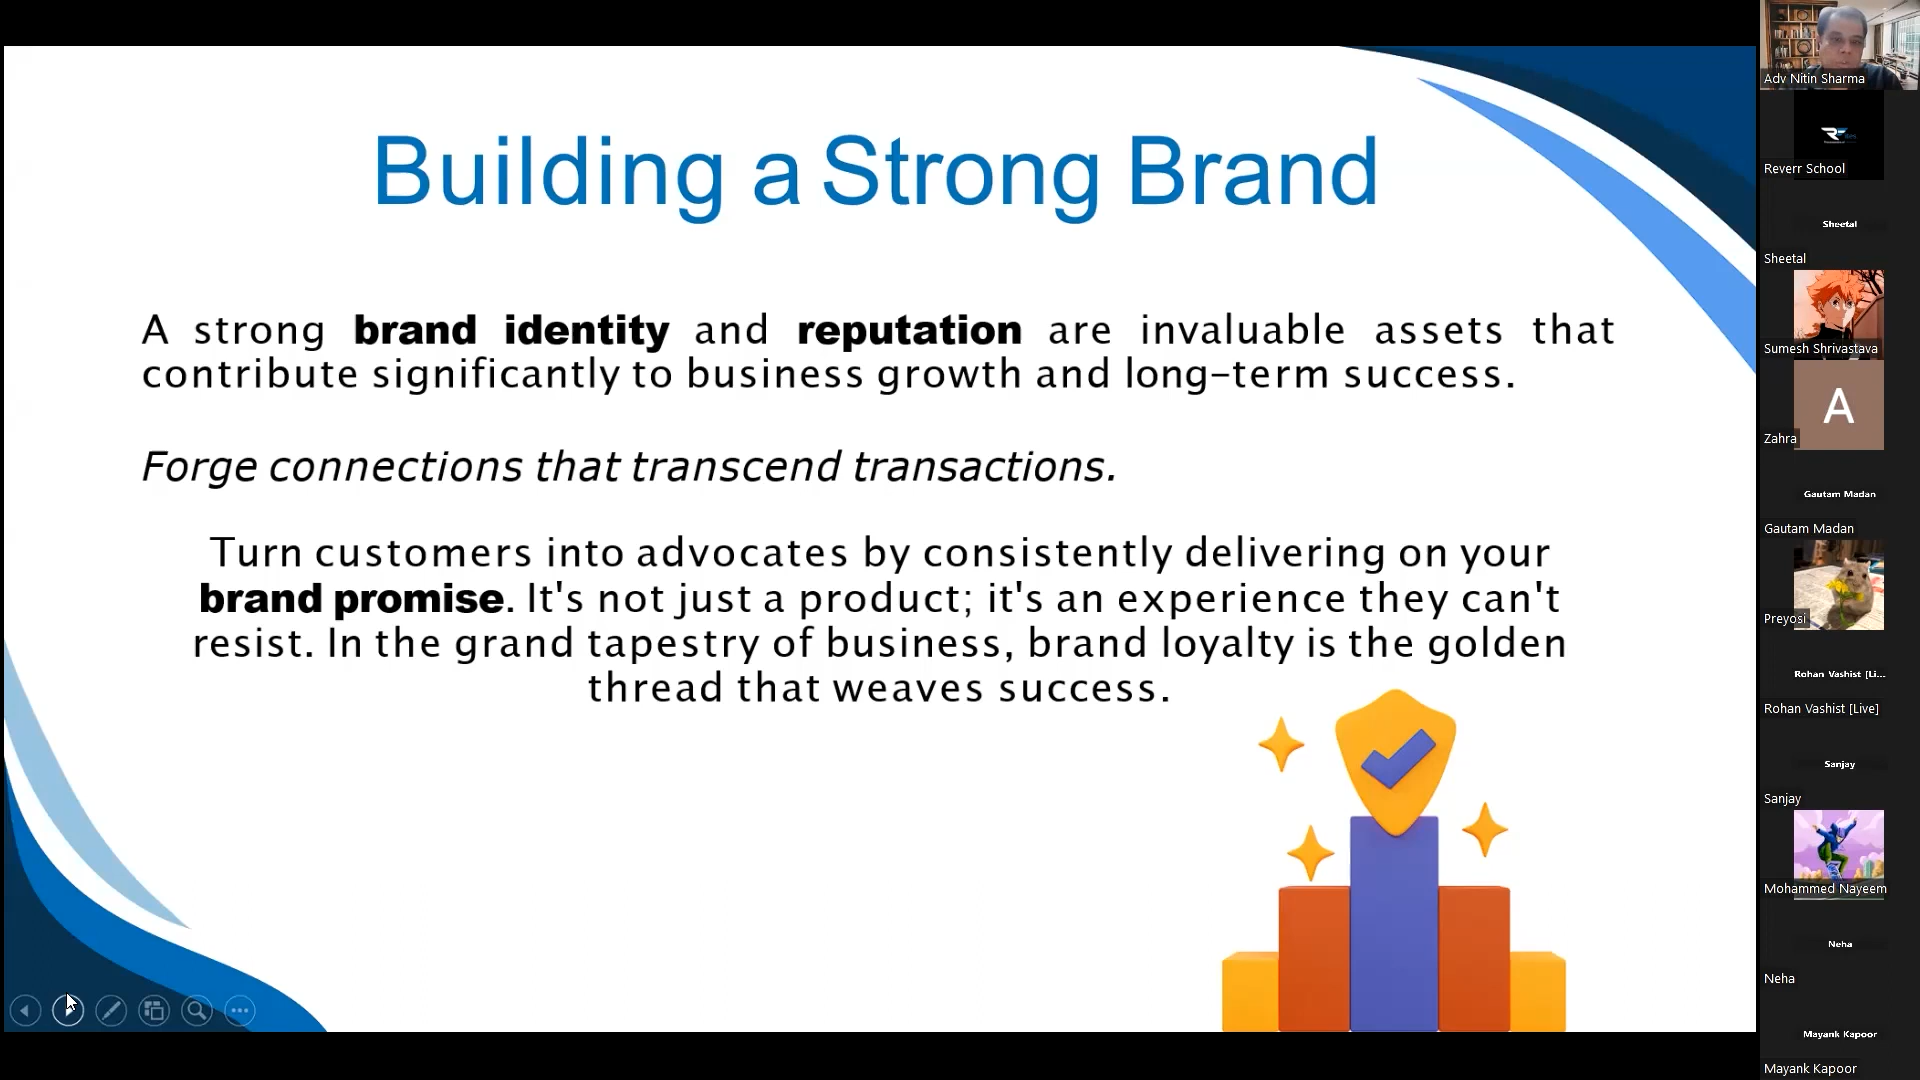 Building a Strong Brand
A strong brand identity and reputation are invaluable assets that
contribute significantly to business growth and long-term success.
Forge connections that transcend transactions.
Turn customers into advocates by consistently delivering on your
brand promise. It's not just a product; it's an experience they can't
resist. In the grand tapestry of business, brand loyalty is the golden
thread that weaves success.
Adv Nitin Sharma
Reverr School
Sheetal
Sheetal
Sumesh Shrivastava
A
Zahra
Gautam Madan
Gautam Madan
Preyosi
Rohan Vashist [Li...
Rohan Vashist [Live]
Sanjay
Sanjay
Mohammed Nayeem
Neha
Neha
Mayank Kapoor
Mayank Kapoor